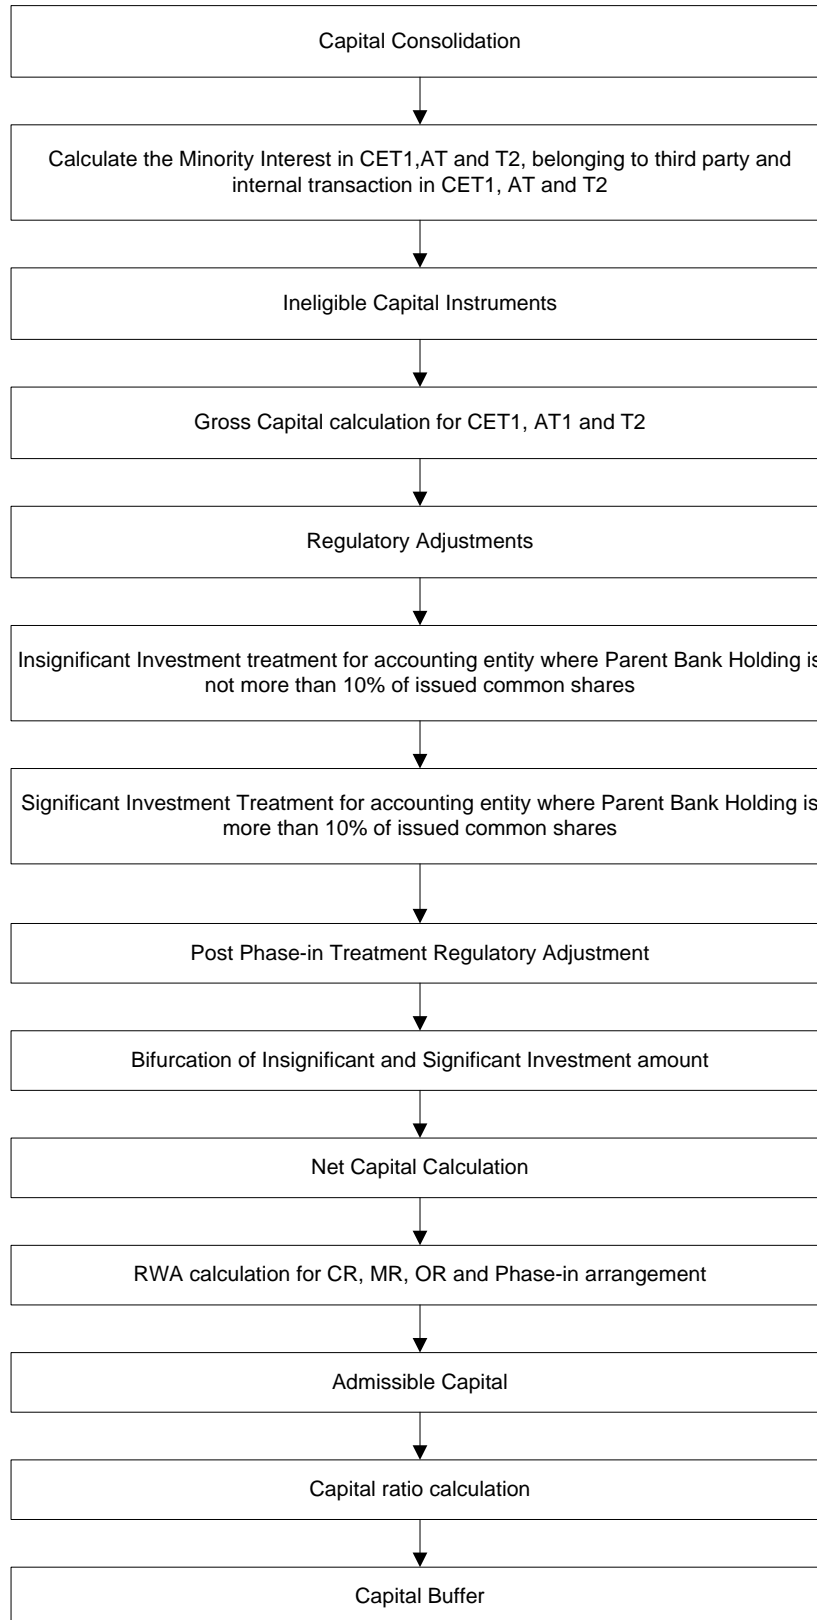 Capital Consolidation
Calculate the Minority Interest in CET1,AT and T2, belonging to third party and
internal transaction in CET1, AT and T2
Ineligible Capital Instruments
Gross Capital calculation for CET1, AT1 and T2
Regulatory Adjustments
Insignificant Investment treatment for accounting entity where Parent Bank Holding is
not more than 10% of issued common shares
Significant Investment Treatment for accounting entity where Parent Bank Holding is
more than 10% of issued common shares
Post Phase-in Treatment Regulatory Adjustment
Bifurcation of Insignificant and Significant Investment amount
Net Capital Calculation
RWA calculation for CR, MR, OR and Phase-in arrangement
Admissible Capital
Capital ratio calculation
Capital Buffer